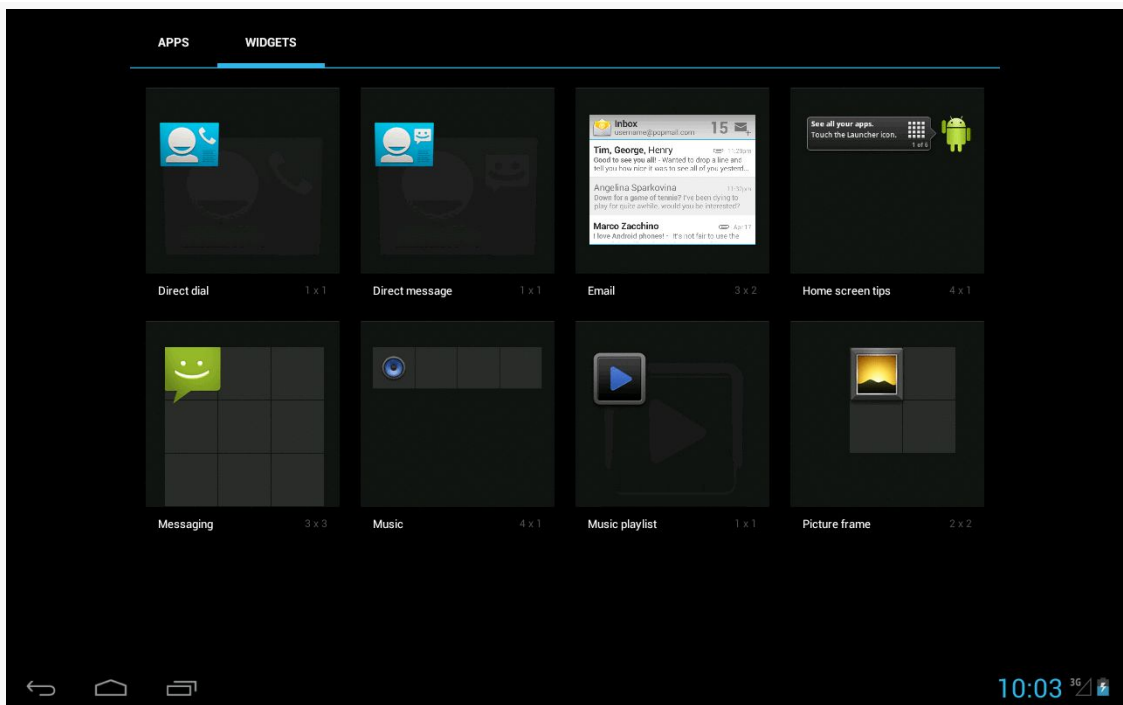 APPS WIDGETS
Inbox
username@popmail.com
15
Tim, George, Henry 11:23pm
Good to see you all! - Wanted to drop a line and
tell you how nice it was to see all of you yesterd...
Angelina Sparkovina
Down for a game of tennis? I've been dying to
play for quite awhile, would you be interested?
Marco Zacchino Apr 17
I love Android phones! - It's not fair to use the
See all your apps.
Touch the Launcher icon.
1 of 6
Direct dial 1 x 1
Direct message 1 x 1
Email 3 x 2
Home screen tips 4 x 1
Messaging 3 x 3
Music 4 x 1
Music playlist 1 x 1
Picture frame 2 x 2
10:03 3G